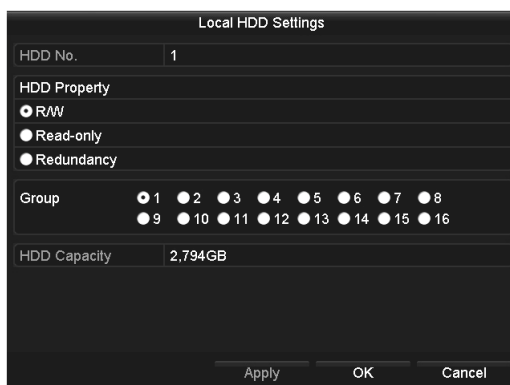 Local HDD Settings
HDD No. 1
HDD Property
R/W
Read-only
Redundancy
Group 1 2 3 4 5 6 7 8
9 10 11 12 13 14 15 16
HDD Capacity 2,794GB
Apply OK Cancel